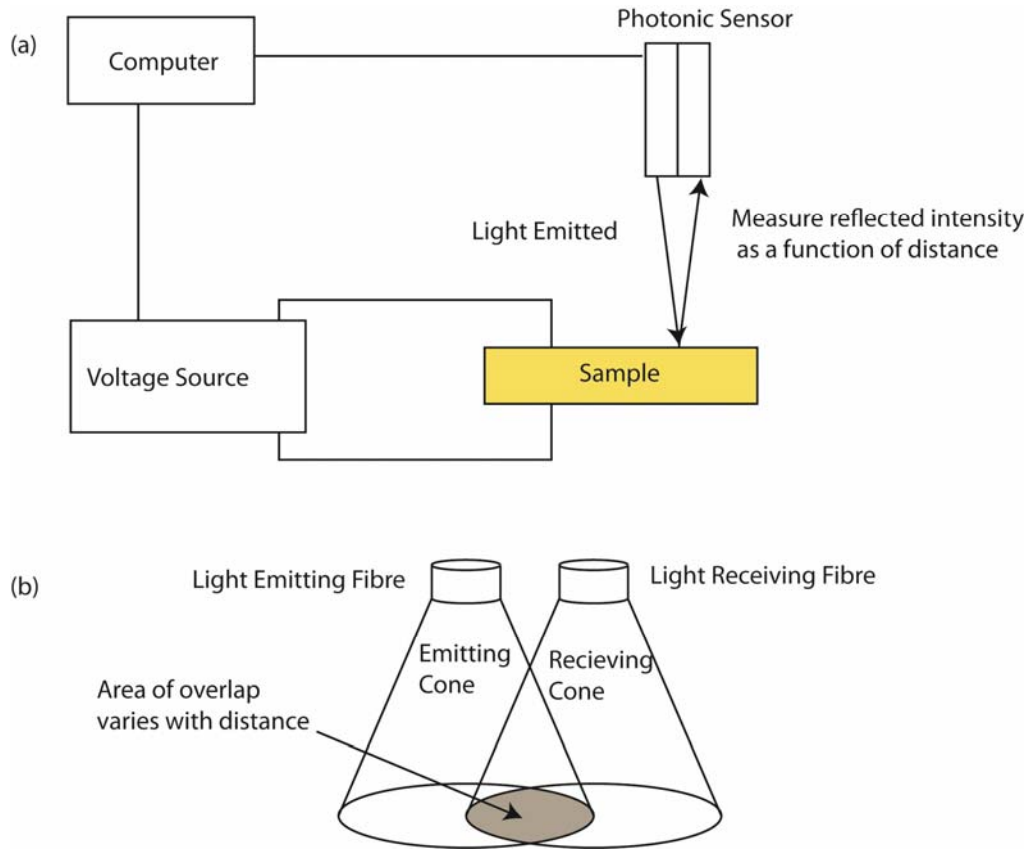 (a)
Photonic Sensor
Computer
Light Emitted
Measure reflected intensity
as a function of distance
Voltage Source
Sample
(b)
Light Emitting Fibre
Light Receiving Fibre
Emitting
Cone
Recieving
Cone
Area of overlap
varies with distance